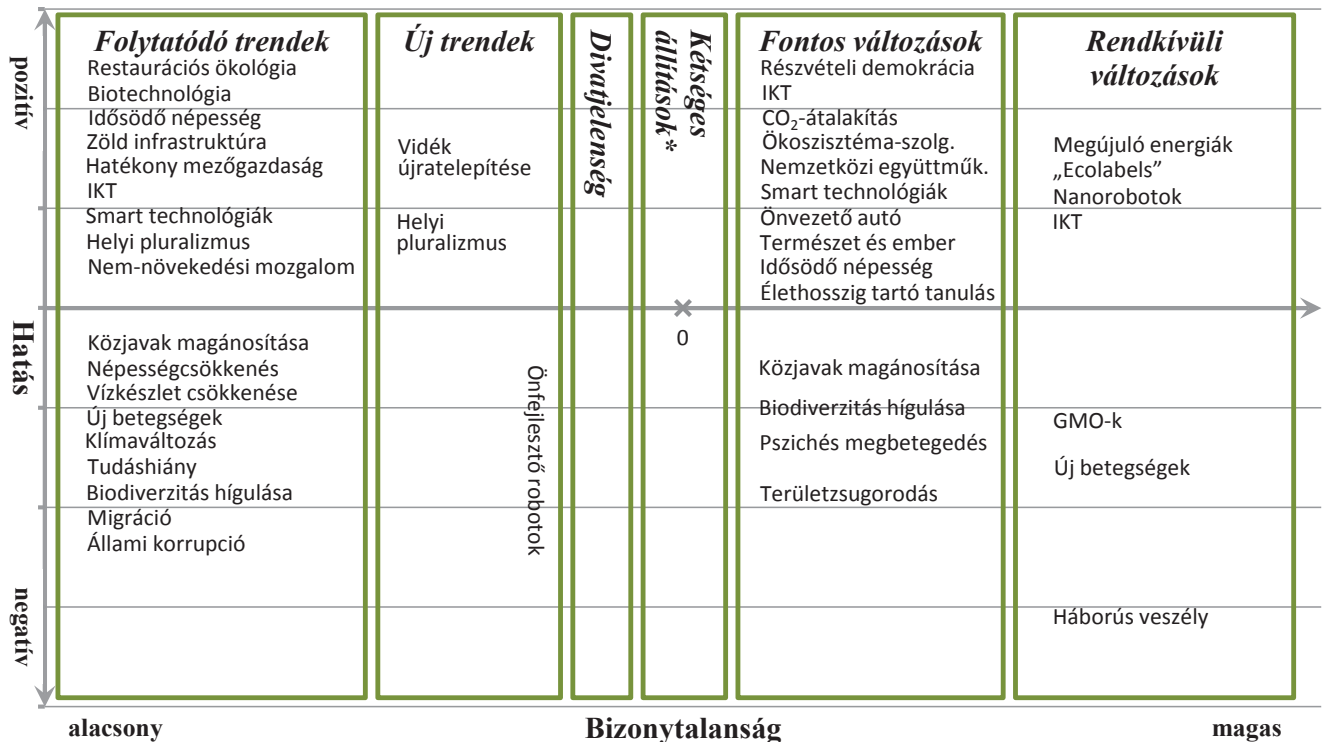 Folytatódó trendek
Restaurációs ökológia
Biotechnológia
Idősödő népesség
Zöld infrastruktúra
Hatékony mezőgazdaság
IKT
Smart technológiák
Helyi pluralizmus
Nem-növekedési mozgalom
Közjavak magánosítása
Népességcsökkenés
Vízkészlet csökkenése
Új betegségek
Klímaváltozás
Tudáshiány
Biodiverzitás hígulása
Migráció
Állami korrupció
Új trendek
Vidék
újratelepítése
Helyi
pluralizmus
Önfejlesztő robotok
Divatjelenség
Kétséges
állítások*
0
Fontos változások
Részvételi demokrácia
IKT
CO₂-átalakítás
Ökoszisztéma-szolg.
Nemzetközi együttműk.
Smart technológiák
Önvezető autó
Természet és ember
Idősödő népesség
Élethosszig tartó tanulás
Közjavak magánosítása
Biodiverzitás hígulása
Pszichés megbetegedés
Területzsugorodás
Rendkívüli
változások
Megújuló energiák
„Ecolabels”
Nanorobotok
IKT
GMO-k
Új betegségek
Háborús veszély
pozitív
Hatás
negatív
alacsony
Bizonytalanság
magas